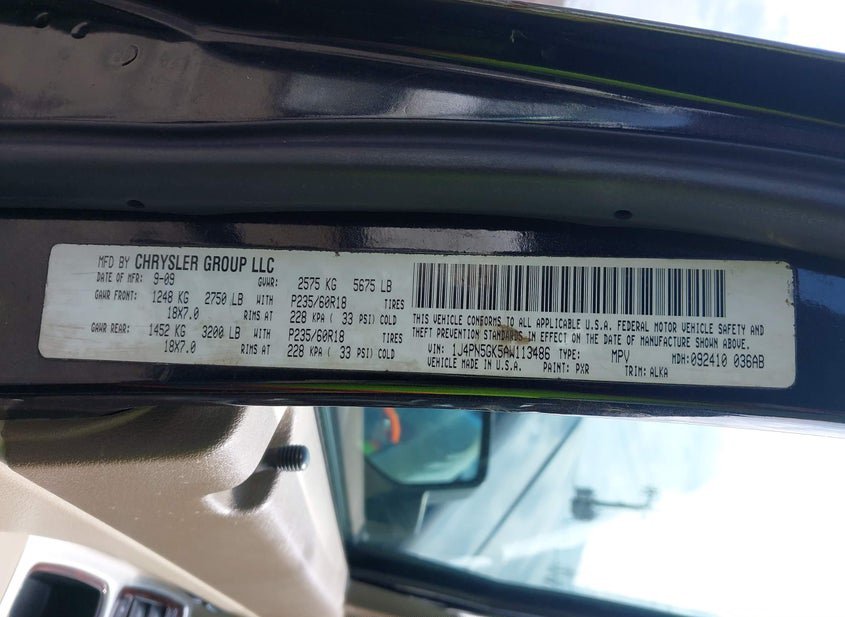 MFD BY CHRYSLER GROUP LLC
DATE OF MFR: 9-09 GVWR: 2575 KG 5675 LB
GAWR FRONT: 1248 KG 2750 LB WITH P235/60R18 TIRES
18X7.0 RIMS AT 228 KPA ( 33 PSI) COLD
GAWR REAR: 1452 KG 3200 LB WITH P235/60R18 TIRES
18X7.0 RIMS AT 228 KPA ( 33 PSI) COLD
THIS VEHICLE CONFORMS TO ALL APPLICABLE U.S.A. FEDERAL MOTOR VEHICLE SAFETY AND
THEFT PREVENTION STANDARDS IN EFFECT ON THE DATE OF MANUFACTURE SHOWN ABOVE.
VIN: 1J4PN5GK5AW113486 TYPE: MPV MDH: 092410 036AB
VEHICLE MADE IN U.S.A. PAINT: PXR TRIM: ALKA